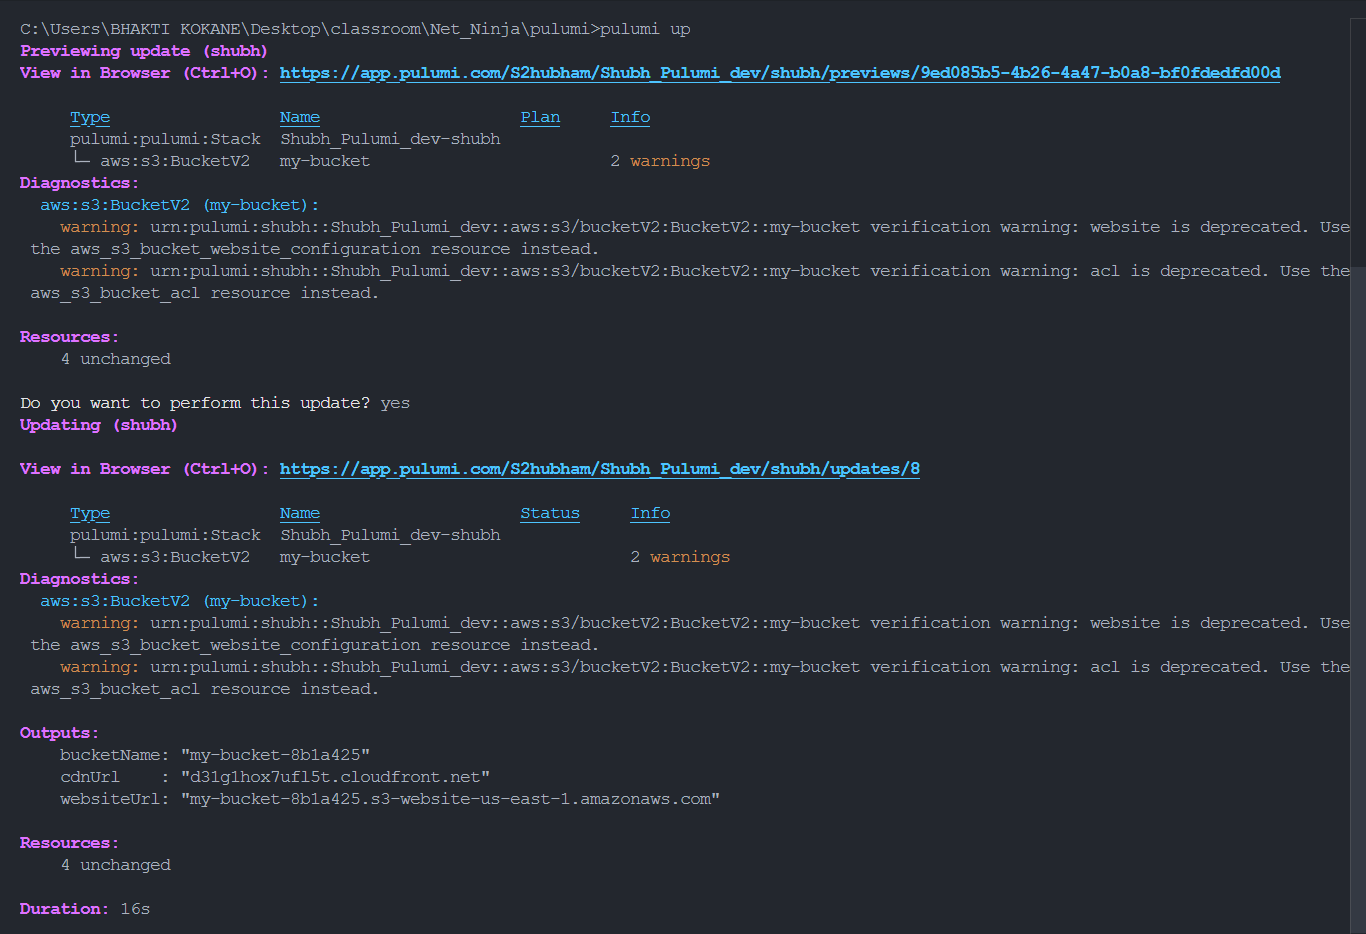 C:\Users\BHAKTI KOKANE\Desktop\classroom\Net_Ninja\pulumi>pulumi up
Previewing update (shubh)
View in Browser (Ctrl+O): https://app.pulumi.com/S2hubham/Shubh_Pulumi_dev/shubh/previews/9ed085b5-4b26-4a47-b0a8-bf0fdedfd00d
Type Name Plan Info
pulumi:pulumi:Stack Shubh_Pulumi_dev-shubh
└─ aws:s3:BucketV2 my-bucket 2 warnings
Diagnostics:
aws:s3:BucketV2 (my-bucket):
warning: urn:pulumi:shubh::Shubh_Pulumi_dev::aws:s3/bucketV2:BucketV2::my-bucket verification warning: website is deprecated. Use
the aws_s3_bucket_website_configuration resource instead.
warning: urn:pulumi:shubh::Shubh_Pulumi_dev::aws:s3/bucketV2:BucketV2::my-bucket verification warning: acl is deprecated. Use the
aws_s3_bucket_acl resource instead.
Resources:
4 unchanged
Do you want to perform this update? yes
Updating (shubh)
View in Browser (Ctrl+O): https://app.pulumi.com/S2hubham/Shubh_Pulumi_dev/shubh/updates/8
Type Name Status Info
pulumi:pulumi:Stack Shubh_Pulumi_dev-shubh
└─ aws:s3:BucketV2 my-bucket 2 warnings
Diagnostics:
aws:s3:BucketV2 (my-bucket):
warning: urn:pulumi:shubh::Shubh_Pulumi_dev::aws:s3/bucketV2:BucketV2::my-bucket verification warning: website is deprecated. Use
the aws_s3_bucket_website_configuration resource instead.
warning: urn:pulumi:shubh::Shubh_Pulumi_dev::aws:s3/bucketV2:BucketV2::my-bucket verification warning: acl is deprecated. Use the
aws_s3_bucket_acl resource instead.
Outputs:
bucketName: "my-bucket-8b1a425"
cdnUrl : "d31g1hox7ufl5t.cloudfront.net"
websiteUrl: "my-bucket-8b1a425.s3-website-us-east-1.amazonaws.com"
Resources:
4 unchanged
Duration: 16s